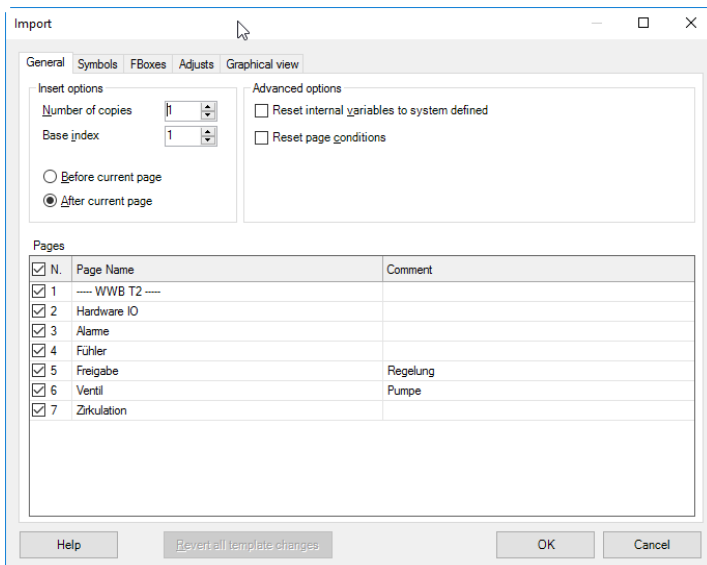 Import
General Symbols FBoxes Adjusts Graphical view
Insert options
Number of copies 1
Base index 1
Before current page
After current page
Advanced options
Reset internal variables to system defined
Reset page conditions
Pages
N. Page Name Comment
1 ----- WWB T2 -----
2 Hardware IO
3 Alarme
4 Fühler
5 Freigabe Regelung
6 Ventil Pumpe
7 Zirkulation
Help Revert all template changes OK Cancel